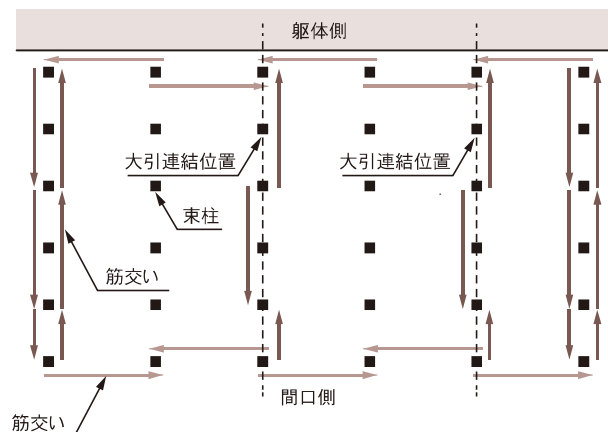 躯体側
大引連結位置
大引連結位置
束柱
筋交い
間口側
筋交い